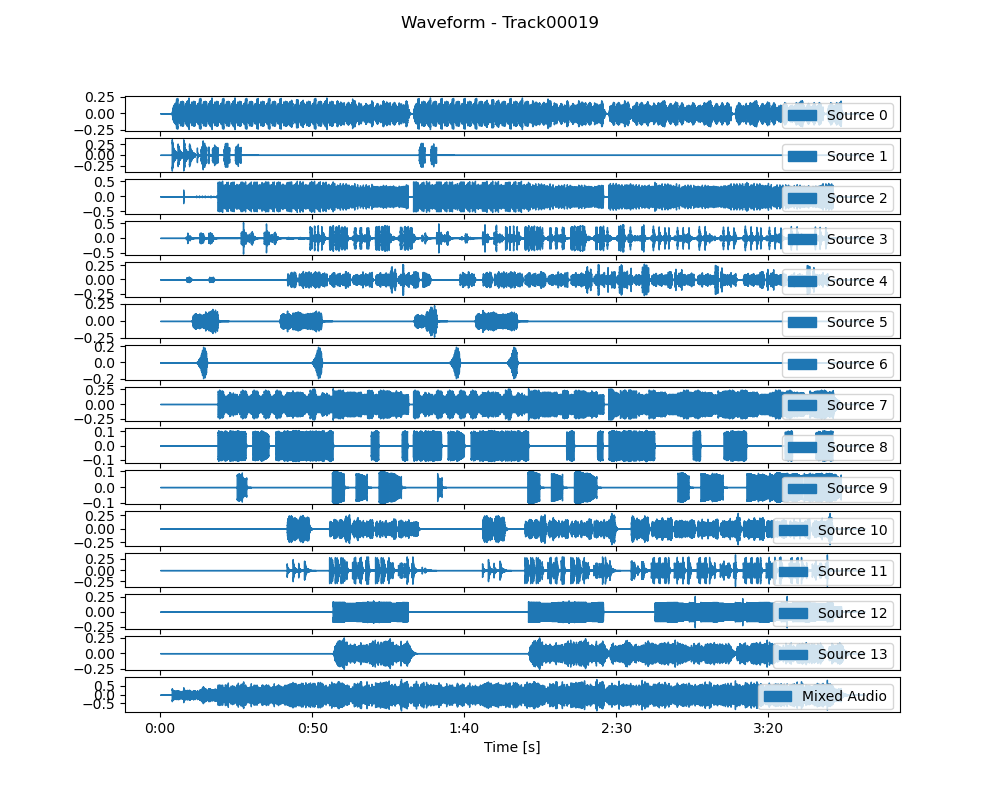 Waveform - Track00019
0.25
0.00
−0.25
Source 0
0.25
0.00
−0.25
Source 1
0.5
0.0
−0.5
Source 2
0.5
0.0
−0.5
Source 3
0.25
0.00
−0.25
Source 4
0.25
0.00
−0.25
Source 5
0.2
0.0
−0.2
Source 6
0.25
0.00
−0.25
Source 7
0.1
0.0
−0.1
Source 8
0.1
0.0
−0.1
Source 9
0.25
0.00
−0.25
Source 10
0.25
0.00
−0.25
Source 11
0.25
0.00
−0.25
Source 12
0.25
0.00
−0.25
Source 13
0.5
0.0
−0.5
Mixed Audio
0:00 0:50 1:40 2:30 3:20
Time [s]